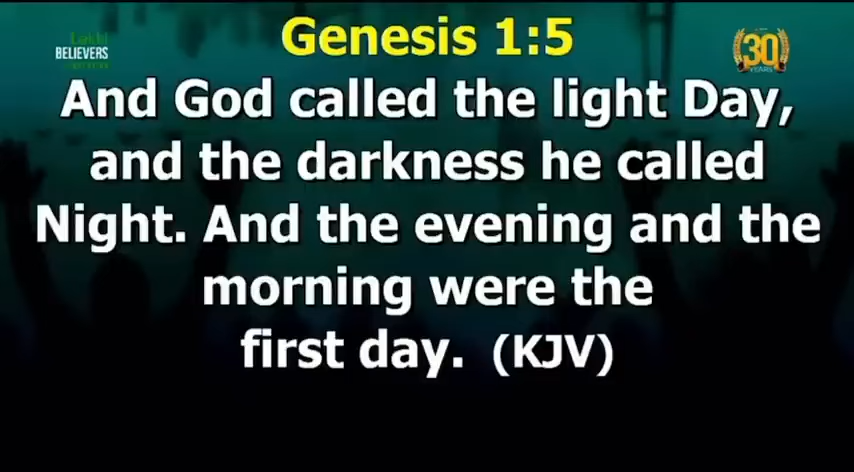 Genesis 1:5
BELIEVERS
30
YEARS
And God called the light Day,
and the darkness he called
Night. And the evening and the
morning were the
first day. (KJV)